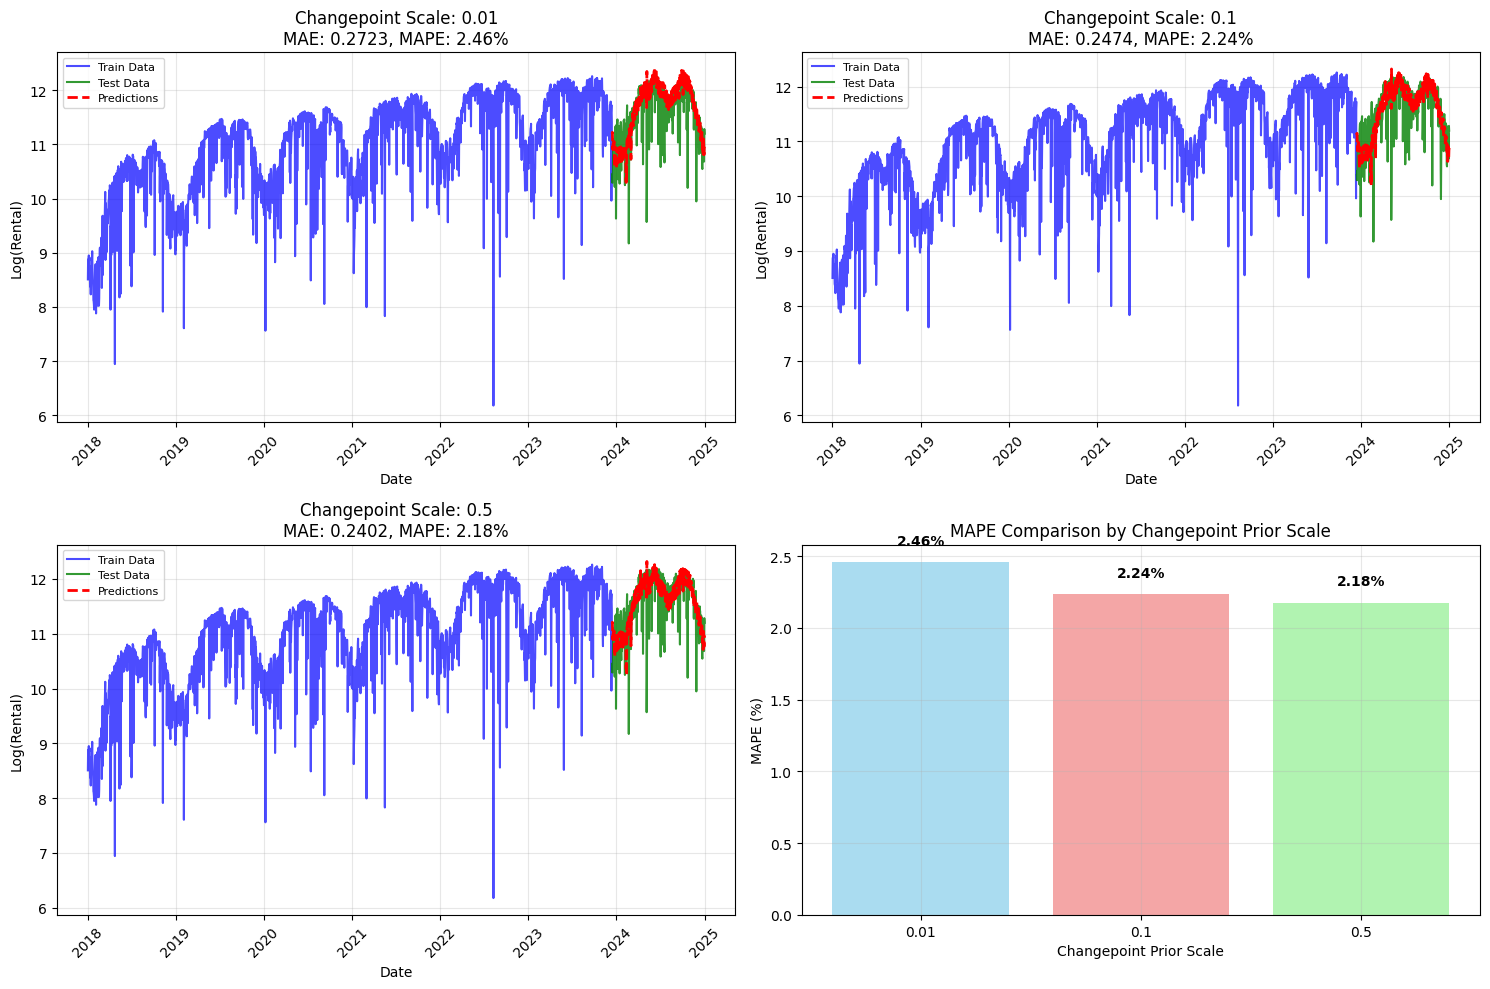 Changepoint Scale: 0.01
MAE: 0.2723, MAPE: 2.46%
Train Data
Test Data
Predictions
Log(Rental)
12
11
10
9
8
7
6
2018
2019
2020
2021
2022
2023
2024
2025
Date
Changepoint Scale: 0.1
MAE: 0.2474, MAPE: 2.24%
Train Data
Test Data
Predictions
Log(Rental)
12
11
10
9
8
7
6
2018
2019
2020
2021
2022
2023
2024
2025
Date
Changepoint Scale: 0.5
MAE: 0.2402, MAPE: 2.18%
Train Data
Test Data
Predictions
Log(Rental)
12
11
10
9
8
7
6
2018
2019
2020
2021
2022
2023
2024
2025
Date
MAPE Comparison by Changepoint Prior Scale
2.46%
2.24%
2.18%
MAPE (%)
2.5
2.0
1.5
1.0
0.5
0.0
0.01
0.1
0.5
Changepoint Prior Scale